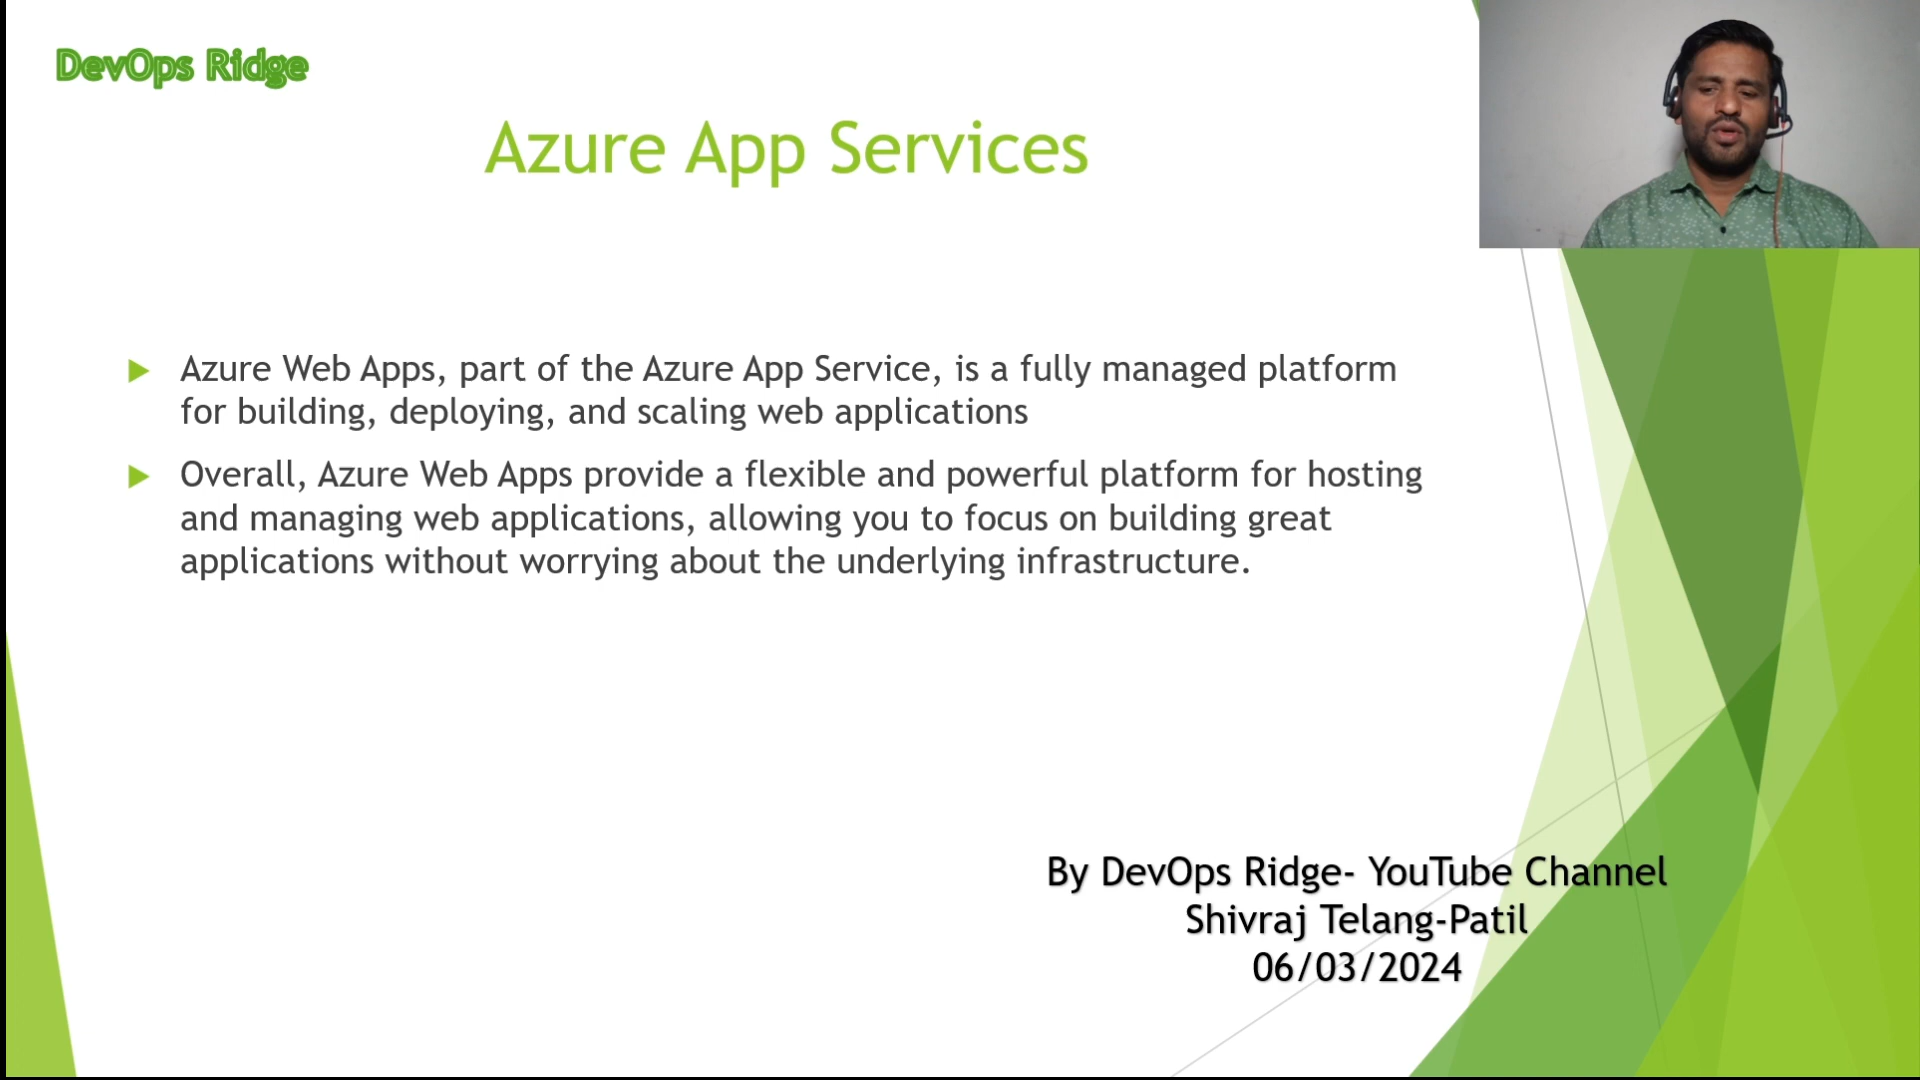 DevOps Ridge
Azure App Services
Azure Web Apps, part of the Azure App Service, is a fully managed platform
for building, deploying, and scaling web applications
Overall, Azure Web Apps provide a flexible and powerful platform for hosting
and managing web applications, allowing you to focus on building great
applications without worrying about the underlying infrastructure.
By DevOps Ridge- YouTube Channel
Shivraj Telang-Patil
06/03/2024